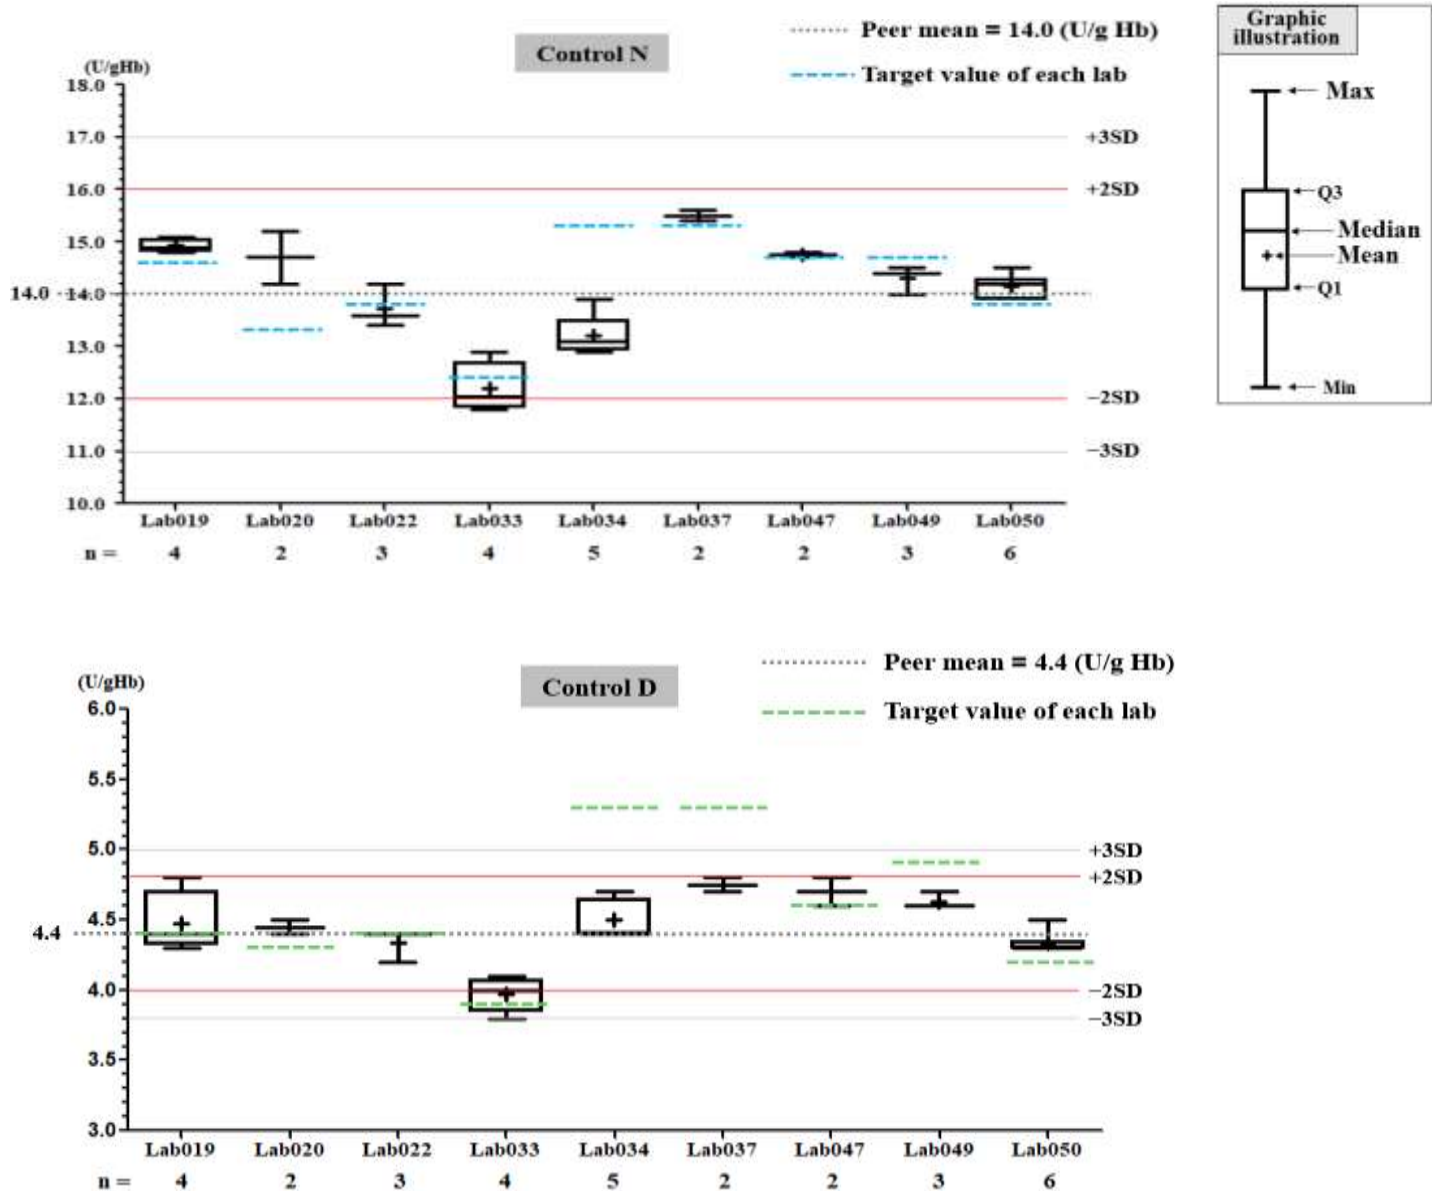 Peer mean = 14.0 (U/g Hb)
Control N
Target value of each lab
(U/gHb)
18.0
17.0
+3SD
16.0
+2SD
15.0
14.0
14.0
13.0
12.0
−2SD
11.0
−3SD
10.0
Lab019 Lab020 Lab022 Lab033 Lab034 Lab037 Lab047 Lab049 Lab050
n = 4 2 3 4 5 2 2 3 6
Graphic
illustration
Max
Q3
Median
Mean
Q1
Min
Peer mean = 4.4 (U/g Hb)
Control D
Target value of each lab
(U/gHb)
6.0
5.5
5.0
+3SD
+2SD
4.5
4.4
4.0
−2SD
−3SD
3.5
3.0
Lab019 Lab020 Lab022 Lab033 Lab034 Lab037 Lab047 Lab049 Lab050
n = 4 2 3 4 5 2 2 3 6